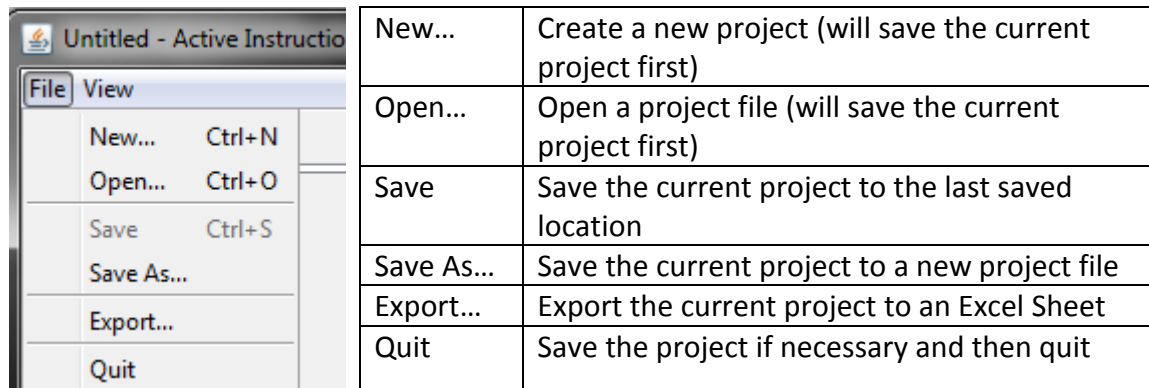 Untitled - Active Instructio
File View
New... Ctrl+N
Open... Ctrl+O
Save Ctrl+S
Save As...
Export...
Quit
New… Create a new project (will save the current
project first)
Open… Open a project file (will save the current
project first)
Save Save the current project to the last saved
location
Save As… Save the current project to a new project file
Export… Export the current project to an Excel Sheet
Quit Save the project if necessary and then quit